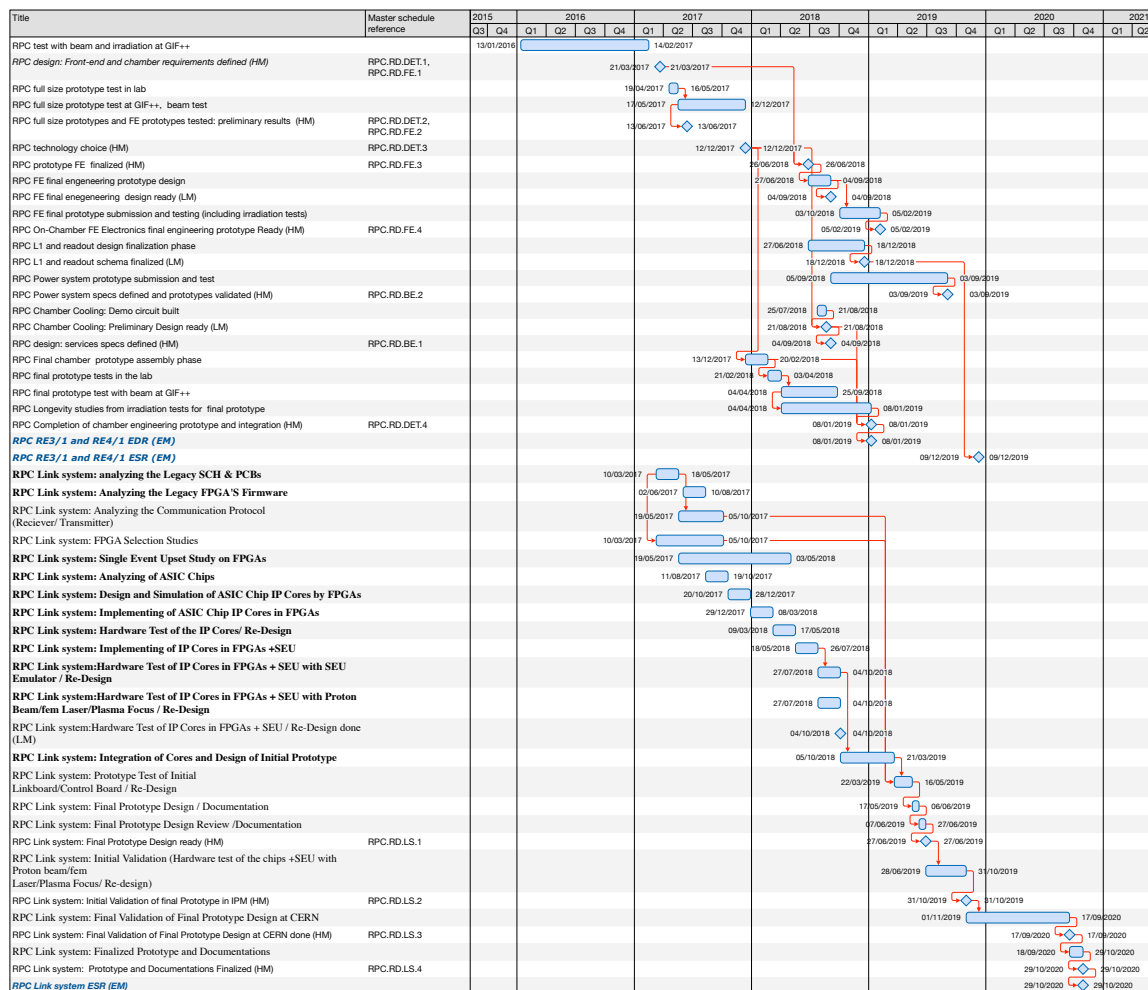 Title Master schedule reference 2015 2016 2017 2018 2019 2020 2021
Q3 Q4 Q1 Q2 Q3 Q4 Q1 Q2 Q3 Q4 Q1 Q2 Q3 Q4 Q1 Q2 Q3 Q4 Q1 Q2 Q3 Q4 Q1 Q2
RPC test with beam and irradiation at GIF++ 13/01/2016 14/02/2017
RPC design: Front-end and chamber requirements defined (HM) RPC.RD.DET.1, RPC.RD.FE.1 21/03/2017 21/03/2017
RPC full size prototype test in lab 19/04/2017 16/05/2017
RPC full size prototype test at GIF++, beam test 17/05/2017 12/12/2017
RPC full size prototypes and FE prototypes tested: preliminary results (HM) RPC.RD.DET.2, RPC.RD.FE.2 13/06/2017 13/06/2017
RPC technology choice (HM) RPC.RD.DET.3 12/12/2017 12/12/2017
RPC prototype FE finalized (HM) RPC.RD.FE.3 26/06/2018 26/06/2018
RPC FE final engeneering prototype design 27/06/2018 04/09/2018
RPC FE final enegeneering design ready (LM) 04/09/2018 04/09/2018
RPC FE final prototype submission and testing (including irradiation tests) 03/10/2018 05/02/2019
RPC On-Chamber FE Electronics final engineering prototype Ready (HM) RPC.RD.FE.4 05/02/2019 05/02/2019
RPC L1 and readout design finalization phase 27/06/2018 18/12/2018
RPC L1 and readout schema finalized (LM) 18/12/2018 18/12/2018
RPC Power system prototype submission and test 05/09/2018 03/09/2019
RPC Power system specs defined and prototypes validated (HM) RPC.RD.BE.2 03/09/2019 03/09/2019
RPC Chamber Cooling: Demo circuit built 25/07/2018 21/08/2018
RPC Chamber Cooling: Preliminary Design ready (LM) 21/08/2018 21/08/2018
RPC design: services specs defined (HM) RPC.RD.BE.1 04/09/2018 04/09/2018
RPC Final chamber prototype assembly phase 13/12/2017 20/02/2018
RPC final prototype tests in the lab 21/02/2018 03/04/2018
RPC final prototype test with beam at GIF++ 04/04/2018 25/09/2018
RPC Longevity studies from irradiation tests for final prototype 04/04/2018 08/01/2019
RPC Completion of chamber engineering prototype and integration (HM) RPC.RD.DET.4 08/01/2019 08/01/2019
RPC RE3/1 and RE4/1 EDR (EM) 08/01/2019 08/01/2019
RPC RE3/1 and RE4/1 ESR (EM) 09/12/2019 09/12/2019
RPC Link system: analyzing the Legacy SCH & PCBs 10/03/2017 18/05/2017
RPC Link system: Analyzing the Legacy FPGA'S Firmware 02/06/2017 10/08/2017
RPC Link system: Analyzing the Communication Protocol
(Reciever/ Transmitter) 19/05/2017 05/10/2017
RPC Link system: FPGA Selection Studies 10/03/2017 05/10/2017
RPC Link system: Single Event Upset Study on FPGAs 19/05/2017 03/05/2018
RPC Link system: Analyzing of ASIC Chips 11/08/2017 19/10/2017
RPC Link system: Design and Simulation of ASIC Chip IP Cores by FPGAs 20/10/2017 28/12/2017
RPC Link system: Implementing of ASIC Chip IP Cores in FPGAs 29/12/2017 08/03/2018
RPC Link system: Hardware Test of the IP Cores/ Re-Design 09/03/2018 17/05/2018
RPC Link system: Implementing of IP Cores in FPGAs +SEU 18/05/2018 26/07/2018
RPC Link system:Hardware Test of IP Cores in FPGAs + SEU with SEU
Emulator / Re-Design 27/07/2018 04/10/2018
RPC Link system:Hardware Test of IP Cores in FPGAs + SEU with Proton
Beam/fem Laser/Plasma Focus / Re-Design 27/07/2018 04/10/2018
RPC Link system:Hardware Test of IP Cores in FPGAs + SEU / Re-Design done
(LM) 04/10/2018 04/10/2018
RPC Link system: Integration of Cores and Design of Initial Prototype 05/10/2018 21/03/2019
RPC Link system: Prototype Test of Initial
Linkboard/Control Board / Re-Design 22/03/2019 16/05/2019
RPC Link system: Final Prototype Design / Documentation 17/05/2019 06/06/2019
RPC Link system: Final Prototype Design Review /Documentation 07/06/2019 27/06/2019
RPC Link system: Final Prototype Design ready (HM) RPC.RD.LS.1 27/06/2019 27/06/2019
RPC Link system: Initial Validation (Hardware test of the chips +SEU with
Proton beam/fem
Laser/Plasma Focus/ Re-design) 28/06/2019 31/10/2019
RPC Link system: Initial Validation of final Prototype in IPM (HM) RPC.RD.LS.2 31/10/2019 31/10/2019
RPC Link system: Final Validation of Final Prototype Design at CERN 01/11/2019 17/09/2020
RPC Link system: Final Validation of Final Prototype Design at CERN done (HM) RPC.RD.LS.3 17/09/2020 17/09/2020
RPC Link system: Finalized Prototype and Documentations 18/09/2020 29/10/2020
RPC Link system: Prototype and Documentations Finalized (HM) RPC.RD.LS.4 29/10/2020 29/10/2020
RPC Link system ESR (EM) 29/10/2020 29/10/2020